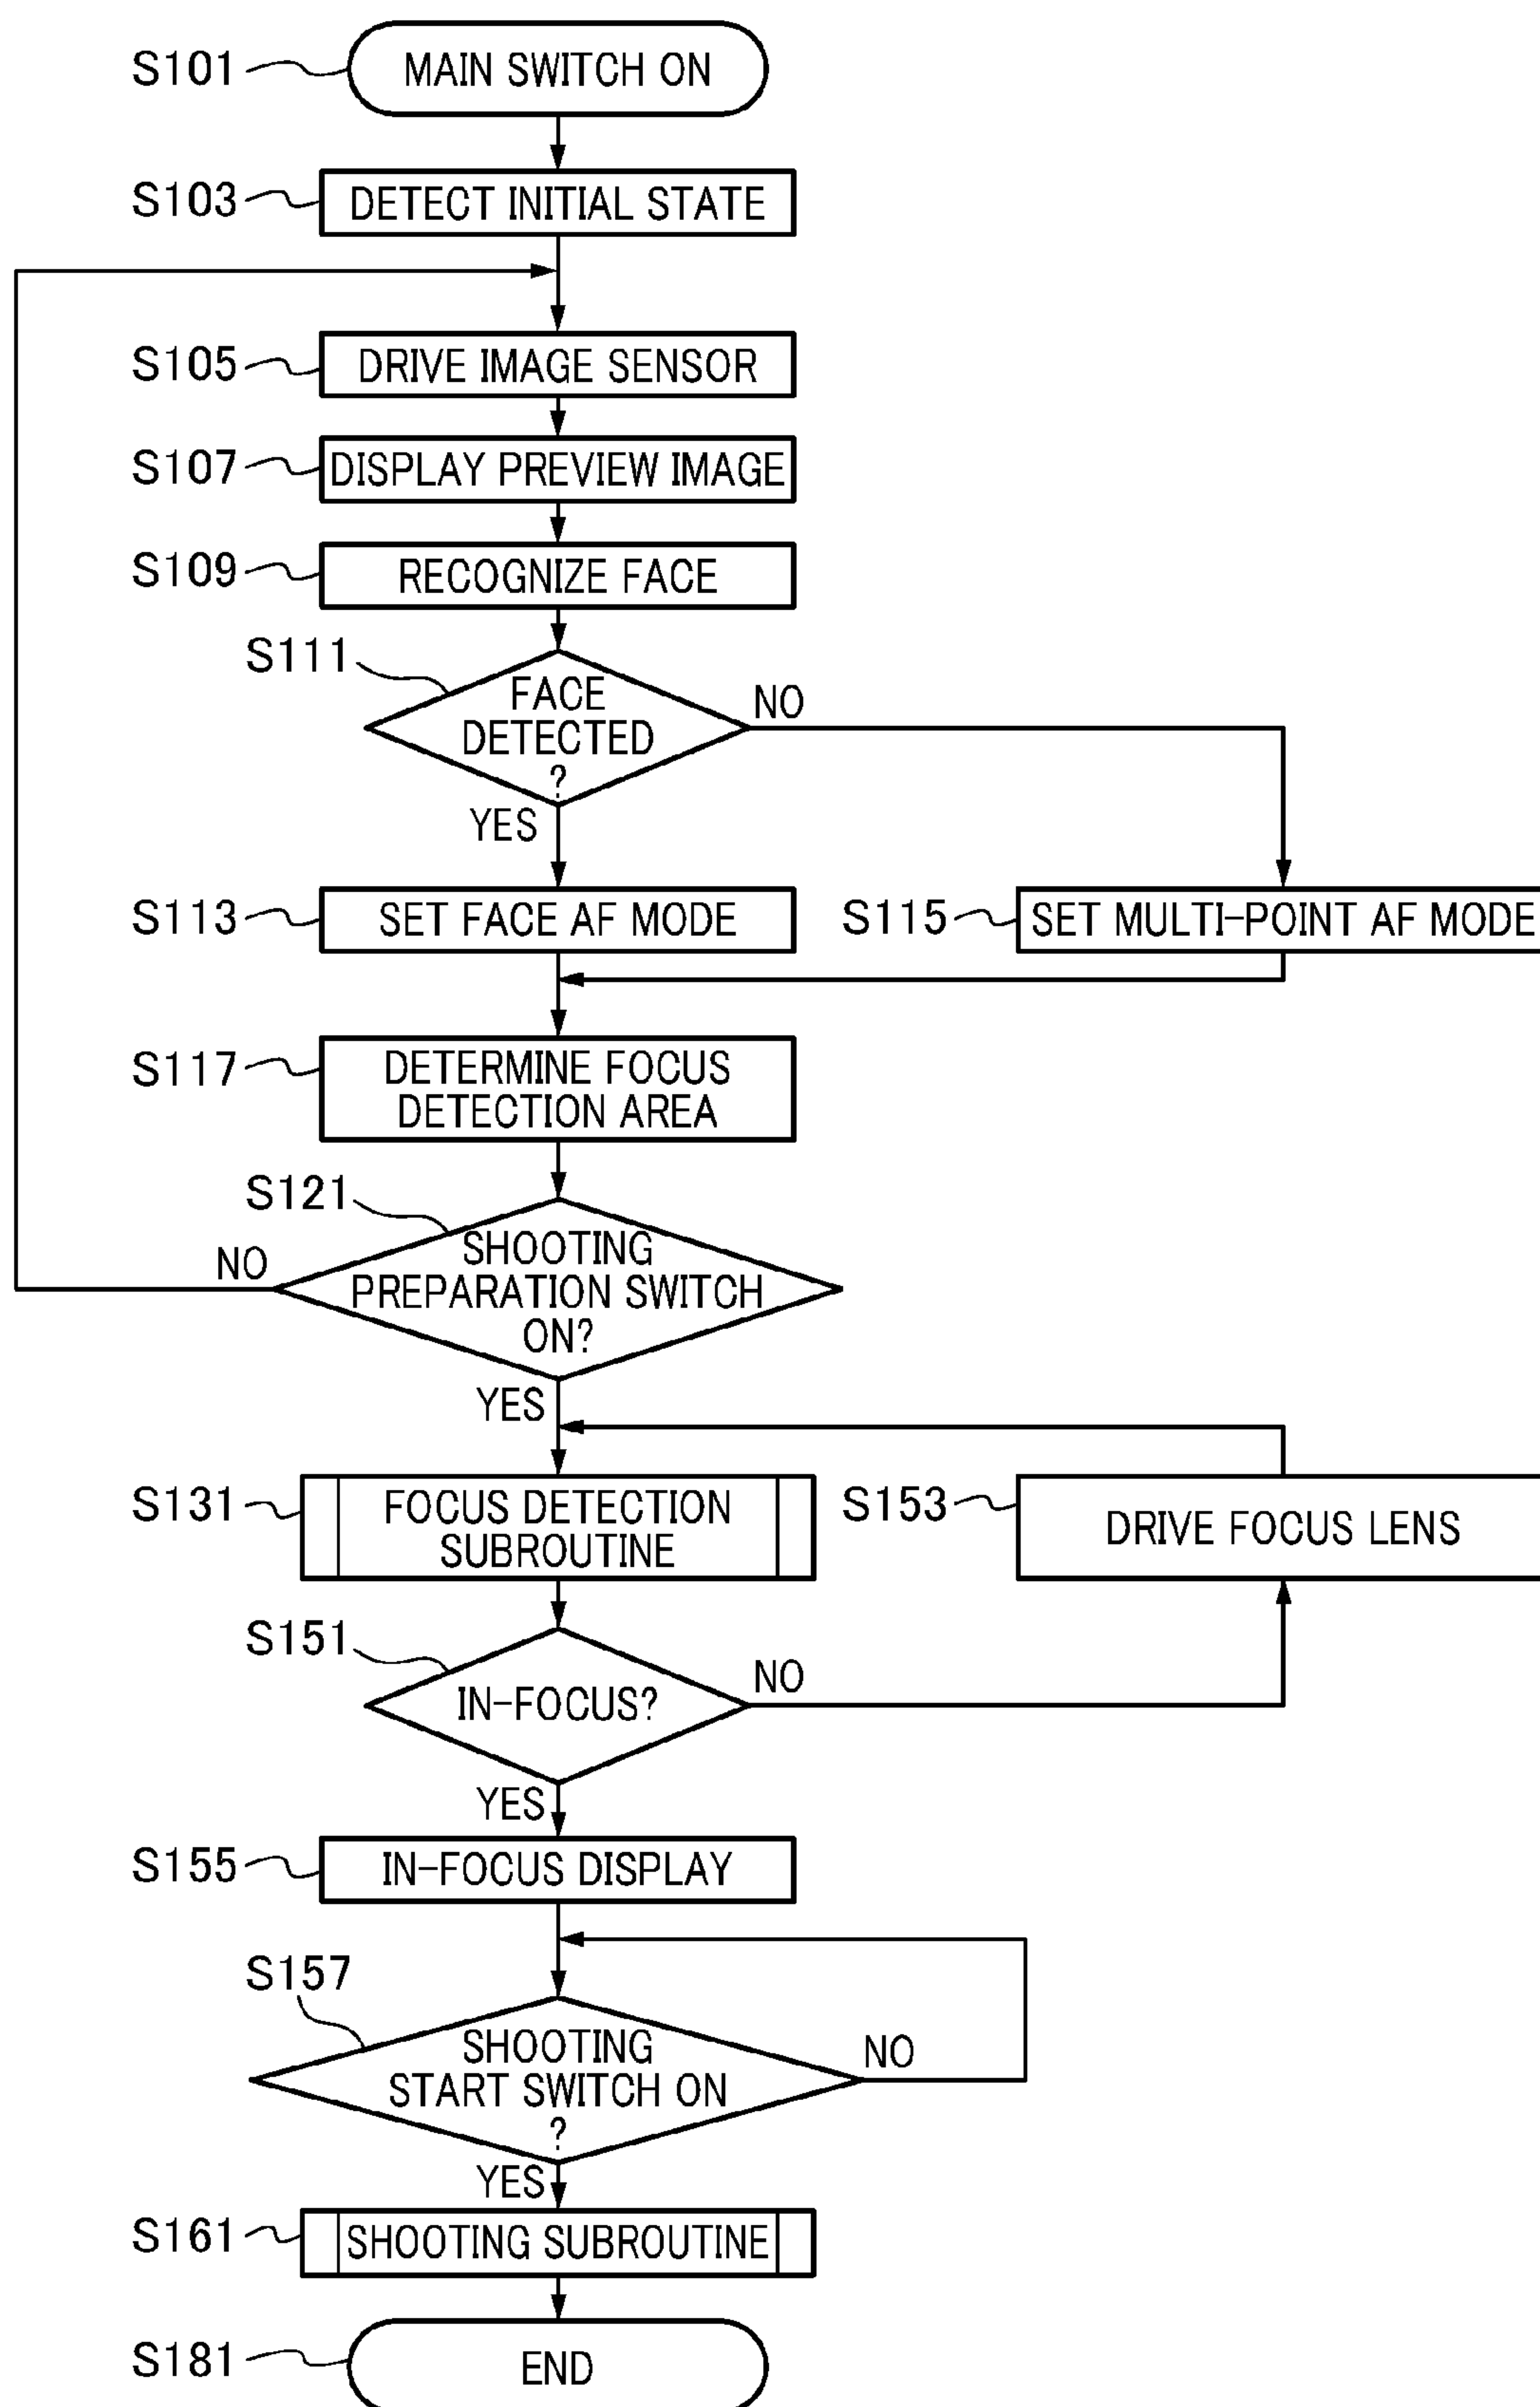 S101
MAIN SWITCH ON
S103
DETECT INITIAL STATE
S105
DRIVE IMAGE SENSOR
S107
DISPLAY PREVIEW IMAGE
S109
RECOGNIZE FACE
S111
FACE
DETECTED
?
NO
YES
S113
SET FACE AF MODE
S115
SET MULTI-POINT AF MODE
S117
DETERMINE FOCUS
DETECTION AREA
S121
SHOOTING
PREPARATION SWITCH
ON?
NO
YES
S131
FOCUS DETECTION
SUBROUTINE
S153
DRIVE FOCUS LENS
S151
IN-FOCUS?
NO
YES
S155
IN-FOCUS DISPLAY
S157
SHOOTING
START SWITCH ON
?
NO
YES
S161
SHOOTING SUBROUTINE
S181
END